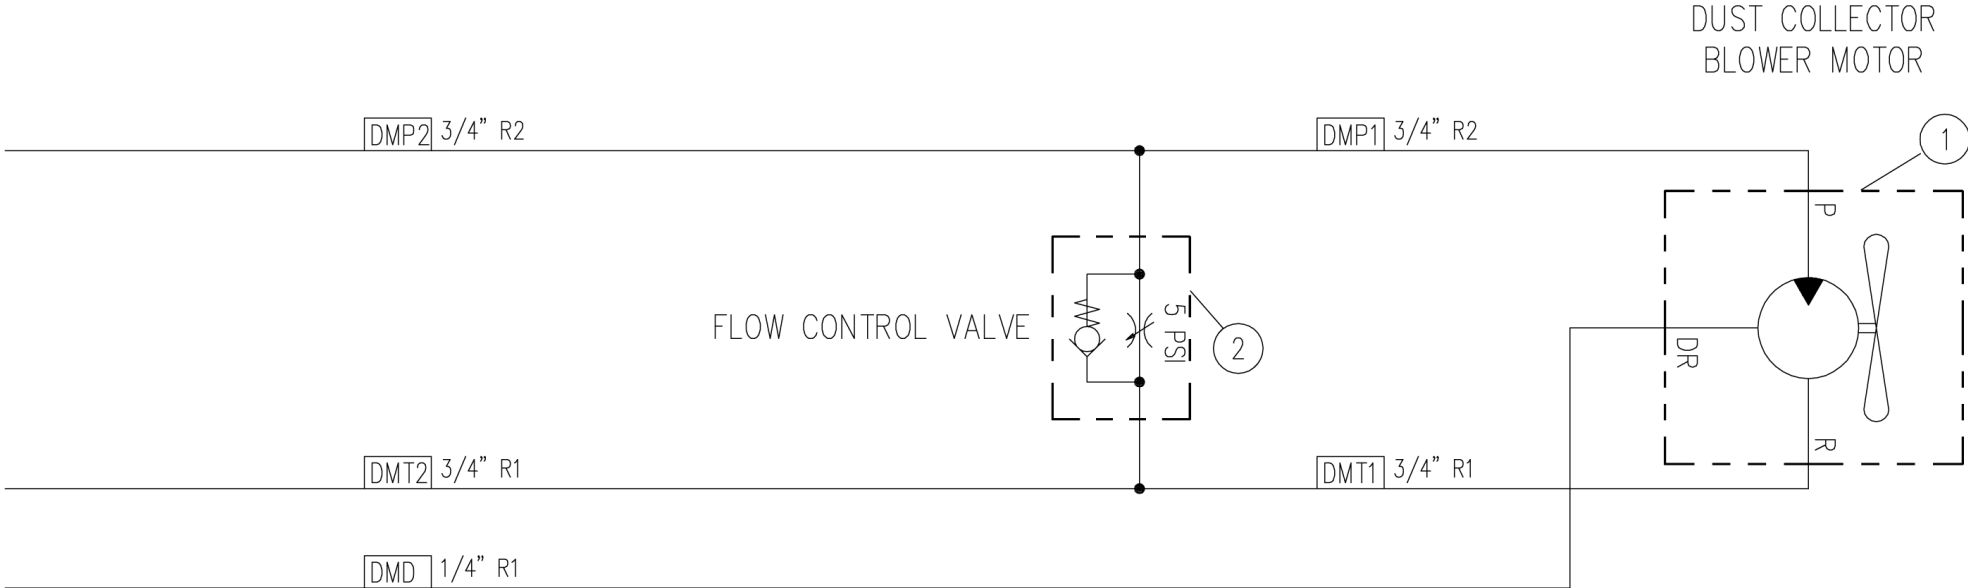 DUST COLLECTOR
BLOWER MOTOR
DMP2 3/4” R2
DMP1 3/4” R2
1
P
FLOW CONTROL VALVE
5 PSI
2
DR
R
DMT2 3/4” R1
DMT1 3/4” R1
DMD 1/4” R1